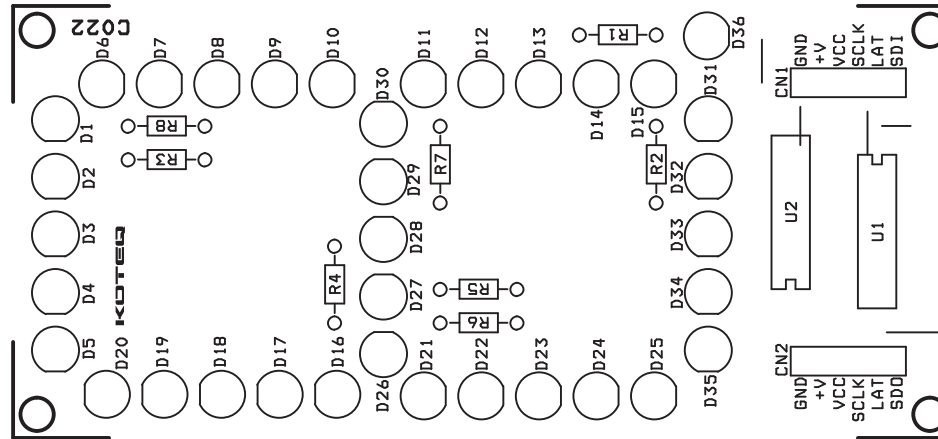 C022
D6
D7
D8
D9
D10
D11
D12
D13
R1
D36
D30
D31
D14
D15
CN1
GND
+V
VCC
SCLK
LAT
SDI
D1
R8
R3
D2
D29
R7
R2
D32
D3
D28
D33
U2
U1
KOTEQ
D4
R4
D27
R5
R6
D34
D5
D20
D19
D18
D17
D16
D26
D21
D22
D23
D24
D25
D35
CN2
GND
+V
VCC
SCLK
LAT
SDO